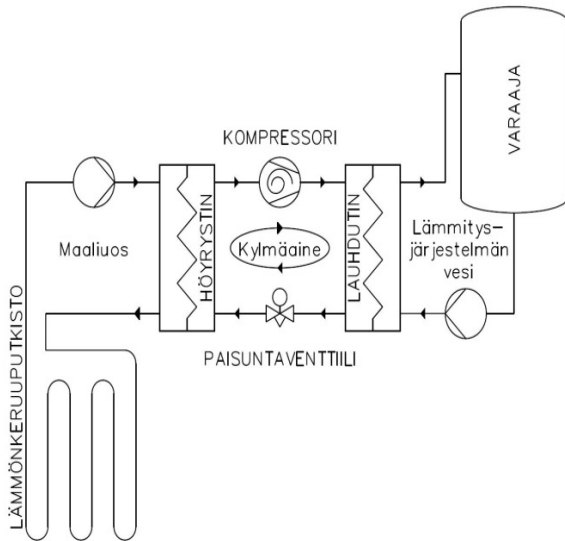 VARAAJA
KOMPRESSORI
Maaliuos
HÖYRYSTIN
Kylmäaine
LAUHDUTIN
Lämmitys-
järjestelmän
vesi
PAISUNTAVENTTIILI
LÄMMÖNKERUUPUTKISTO